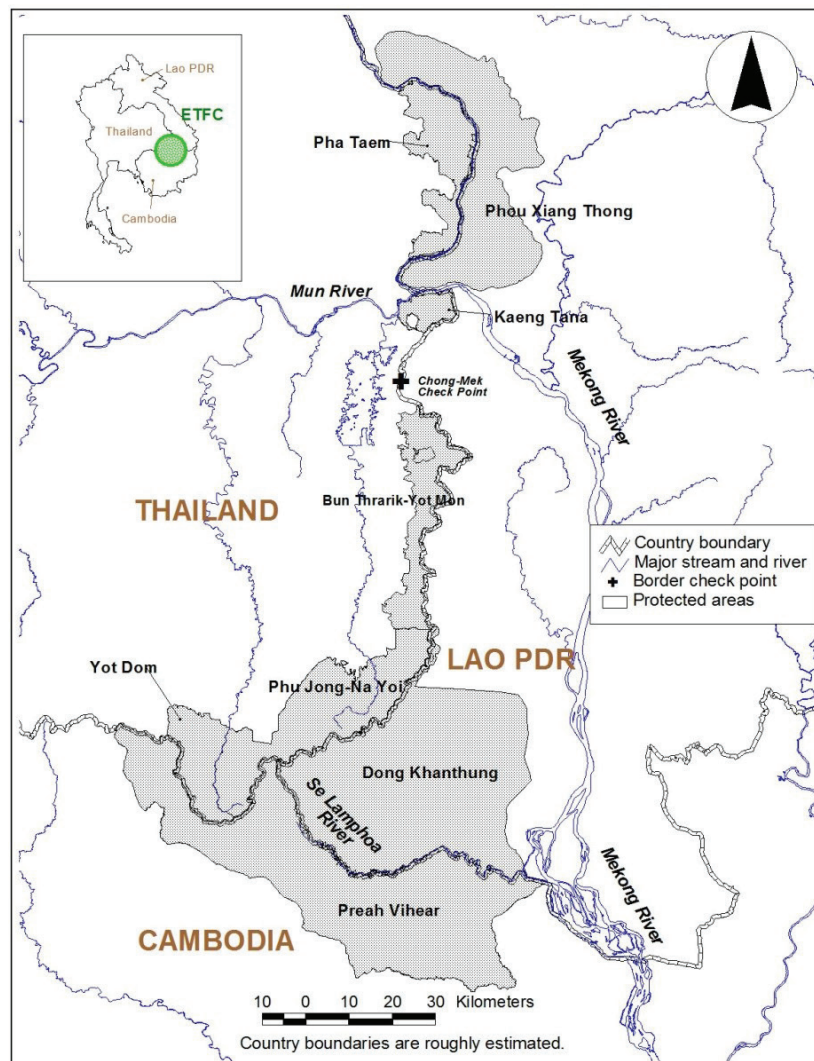 Lao PDR
ETFC
Thailand
Cambodia
Pha Taem
Phou Xiang Thong
Mun River
Kaeng Tana
Chong-Mek
Check Point
Mekong
River
Bun Thrarik-Yot Mon
THAILAND
Country boundary
Major stream and river
Border check point
Protected areas
LAO PDR
Yot Dom
Phu Jong-Na Yoi
Dong Khanthung
Se Lamphoa
River
Mekong
River
Preah Vihear
CAMBODIA
10 0 10 20 30 Kilometers
Country boundaries are roughly estimated.